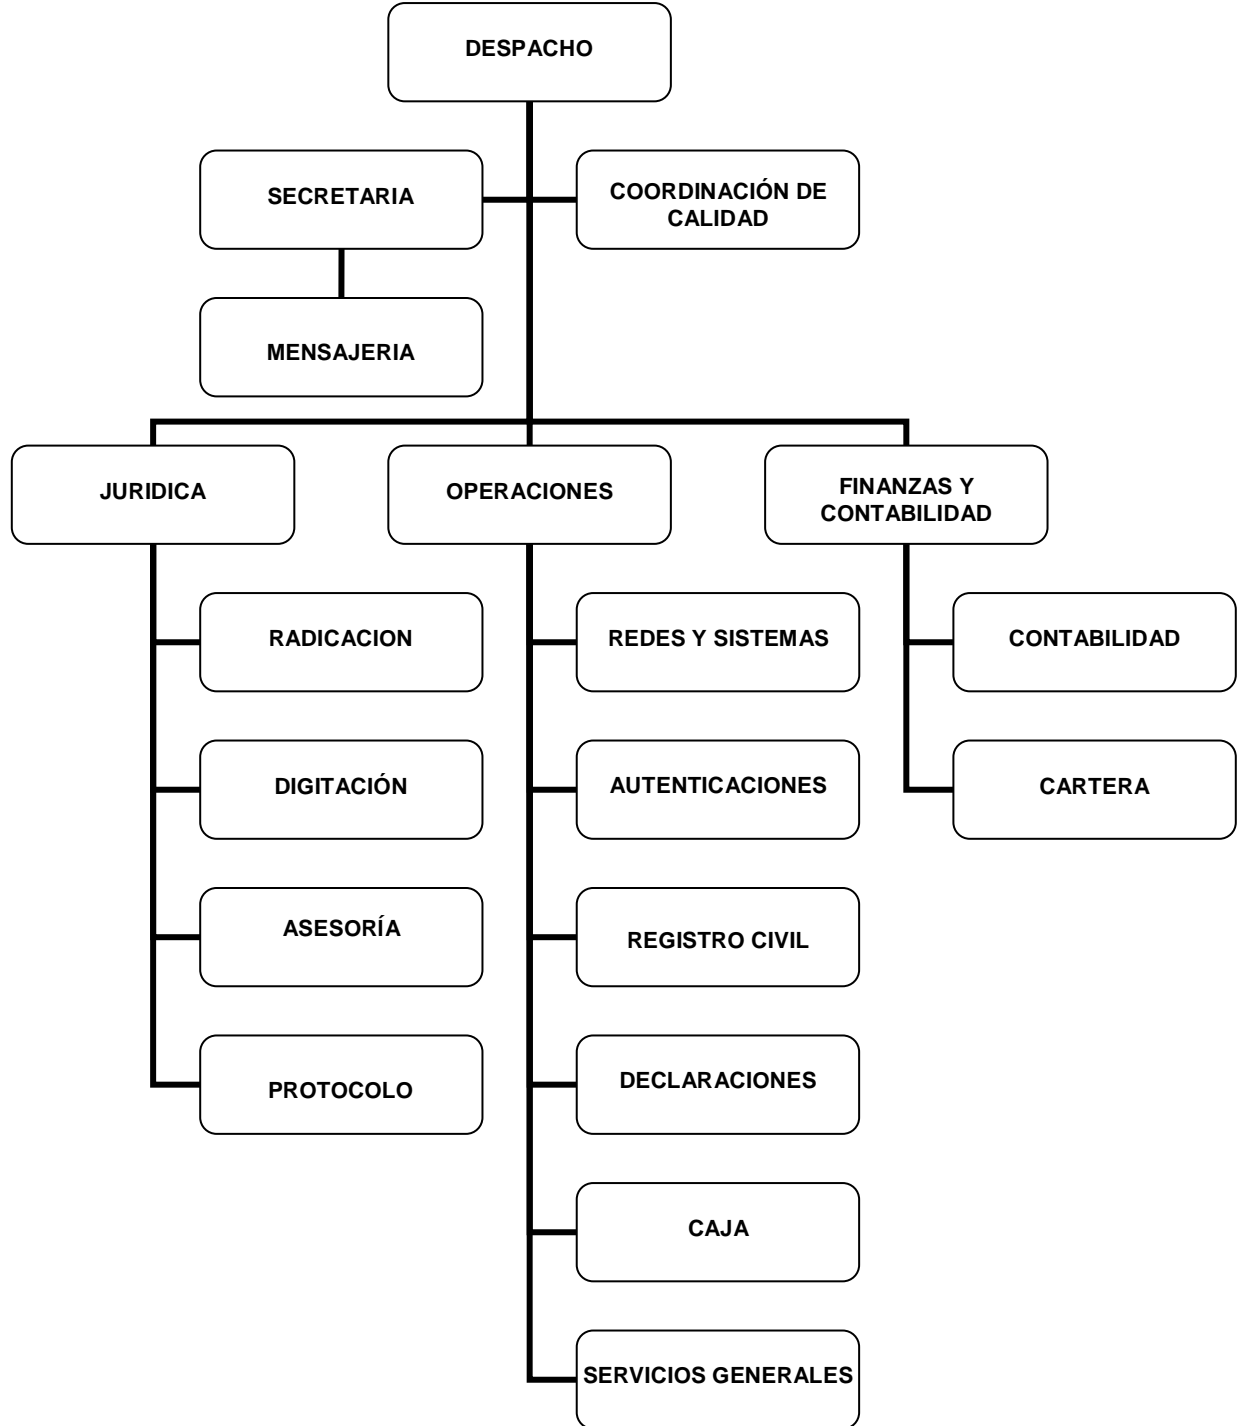 DESPACHO
SECRETARIA
COORDINACIÓN DE
CALIDAD
MENSAJERIA
JURIDICA
OPERACIONES
FINANZAS Y
CONTABILIDAD
RADICACION
REDES Y SISTEMAS
CONTABILIDAD
DIGITACIÓN
AUTENTICACIONES
CARTERA
ASESORÍA
REGISTRO CIVIL
PROTOCOLO
DECLARACIONES
CAJA
SERVICIOS GENERALES